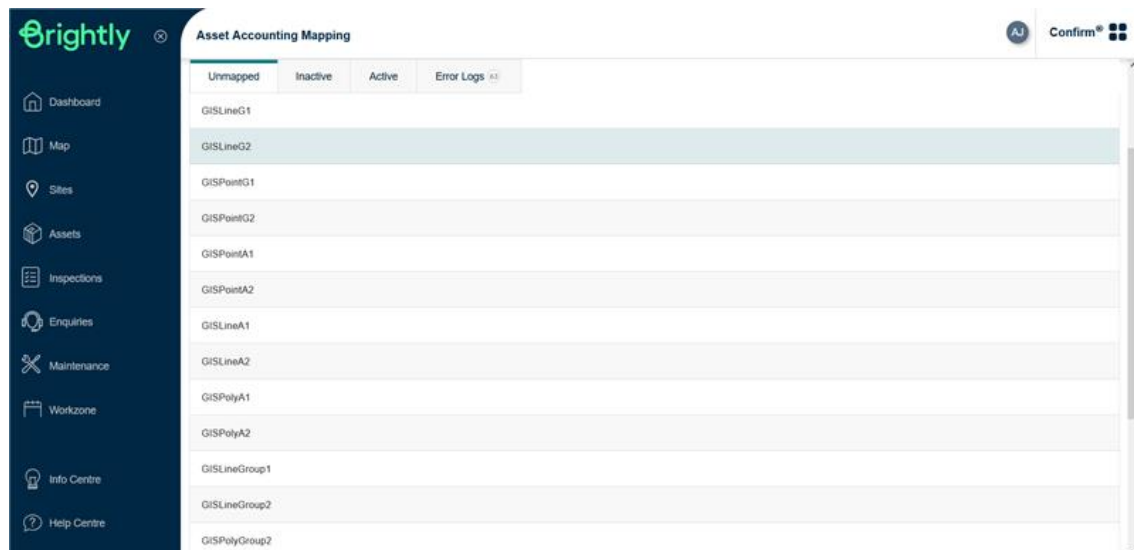 Brightly
Asset Accounting Mapping
AJ
Confirm®
Unmapped
Inactive
Active
Error Logs
Dashboard
Map
Sites
Assets
Inspections
Enquiries
Maintenance
Workzone
Info Centre
Help Centre
GISLineG1
GISLineG2
GISPointG1
GISPointG2
GISPointA1
GISPointA2
GISLineA1
GISLineA2
GISPolyA1
GISPolyA2
GISLineGroup1
GISLineGroup2
GISPolyGroup2